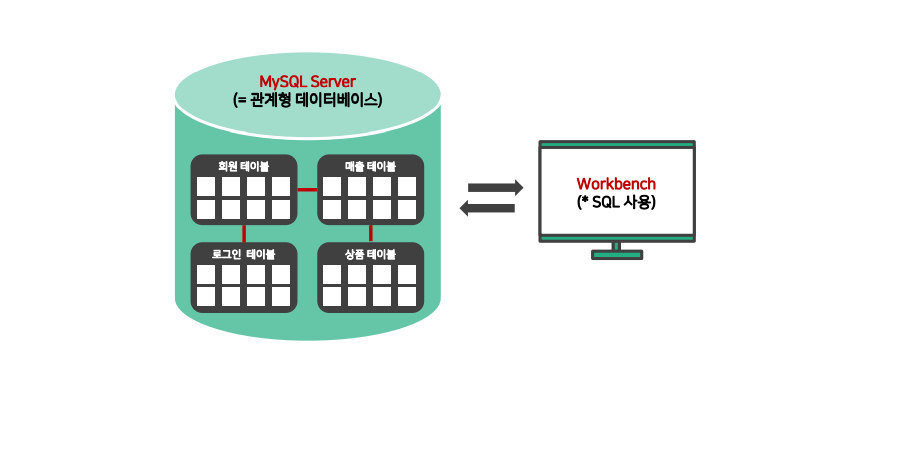 MySQL Server
(= 관계형 데이터베이스)
회원 테이블
매출 테이블
로그인 테이블
상품 테이블
Workbench
(* SQL 사용)